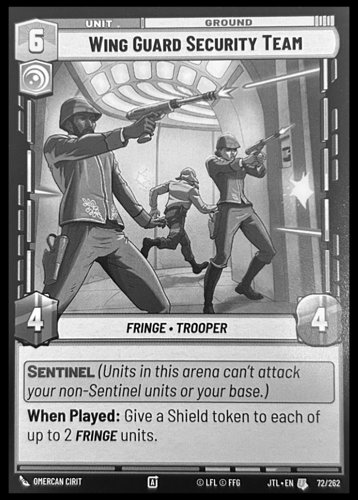 UNIT
GROUND
6
WING GUARD SECURITY TEAM
4
4
FRINGE • TROOPER
SENTINEL (Units in this arena can't attack
your non-Sentinel units or your base.)
When Played: Give a Shield token to each of
up to 2 FRINGE units.
OMERCAN CIRIT
© LFL © FFG
JTL • EN
72/262